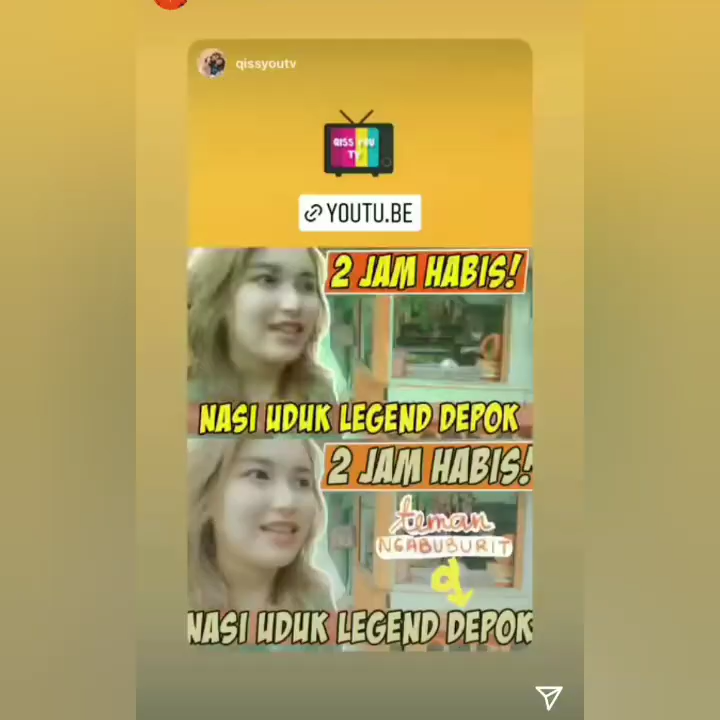 qissyoutv
QISS YOU
TV
YOUTU.BE
2 JAM HABIS!
NASI UDUK LEGEND DEPOK
2 JAM HABIS!
teman
NGABUBURIT
NASI UDUK LEGEND DEPOK